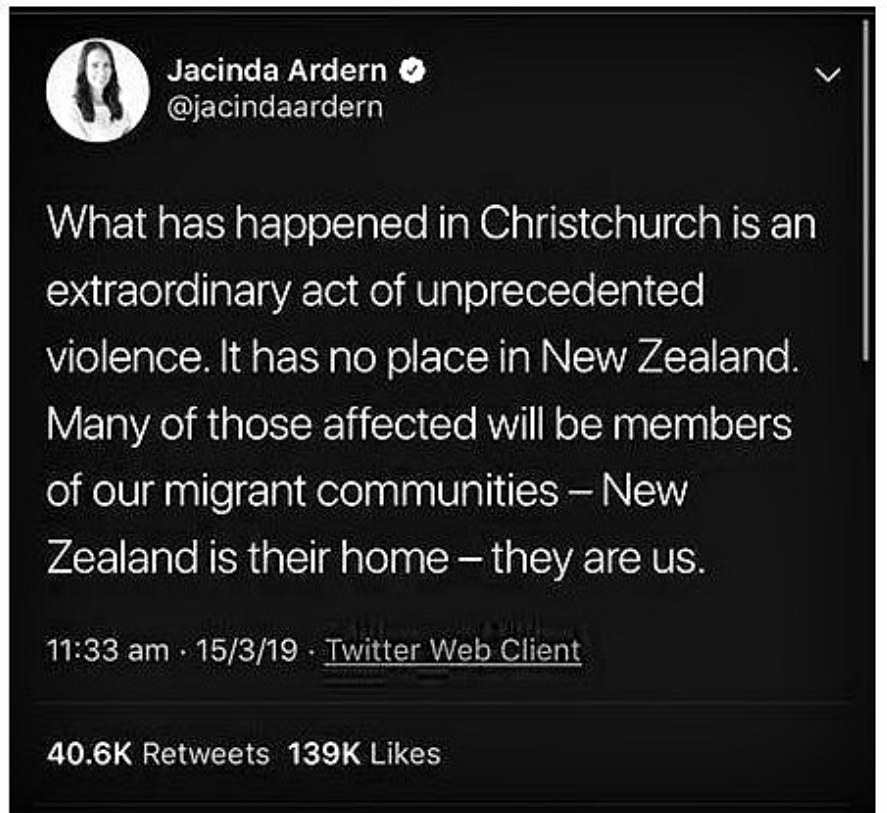 Jacinda Ardern
@jacindaardern
What has happened in Christchurch is an
extraordinary act of unprecedented
violence. It has no place in New Zealand.
Many of those affected will be members
of our migrant communities – New
Zealand is their home – they are us.
11:33 am · 15/3/19 · Twitter Web Client
40.6K Retweets 139K Likes